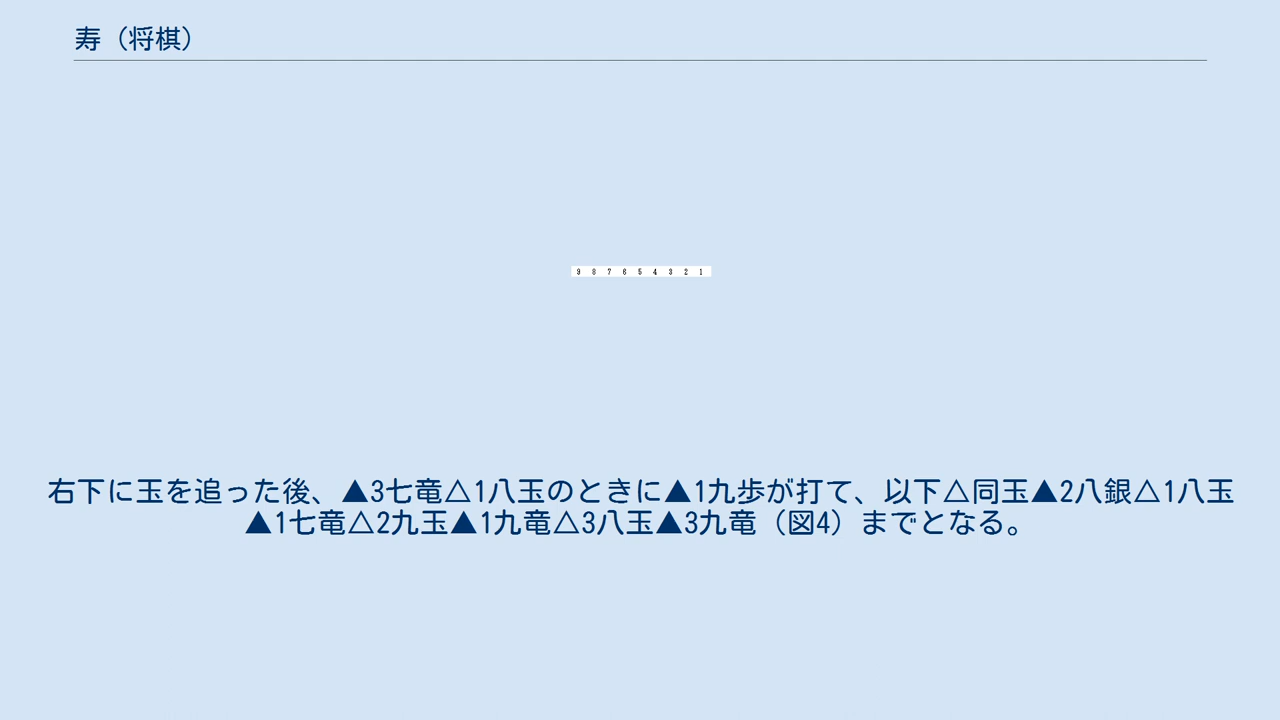 寿（将棋）
9 8 7 6 5 4 3 2 1
右下に玉を追った後、▲3七竜△1八玉のときに▲1九歩が打て、以下△同玉▲2八銀△1八玉
▲1七竜△2九玉▲1九竜△3八玉▲3九竜（図4）までとなる。